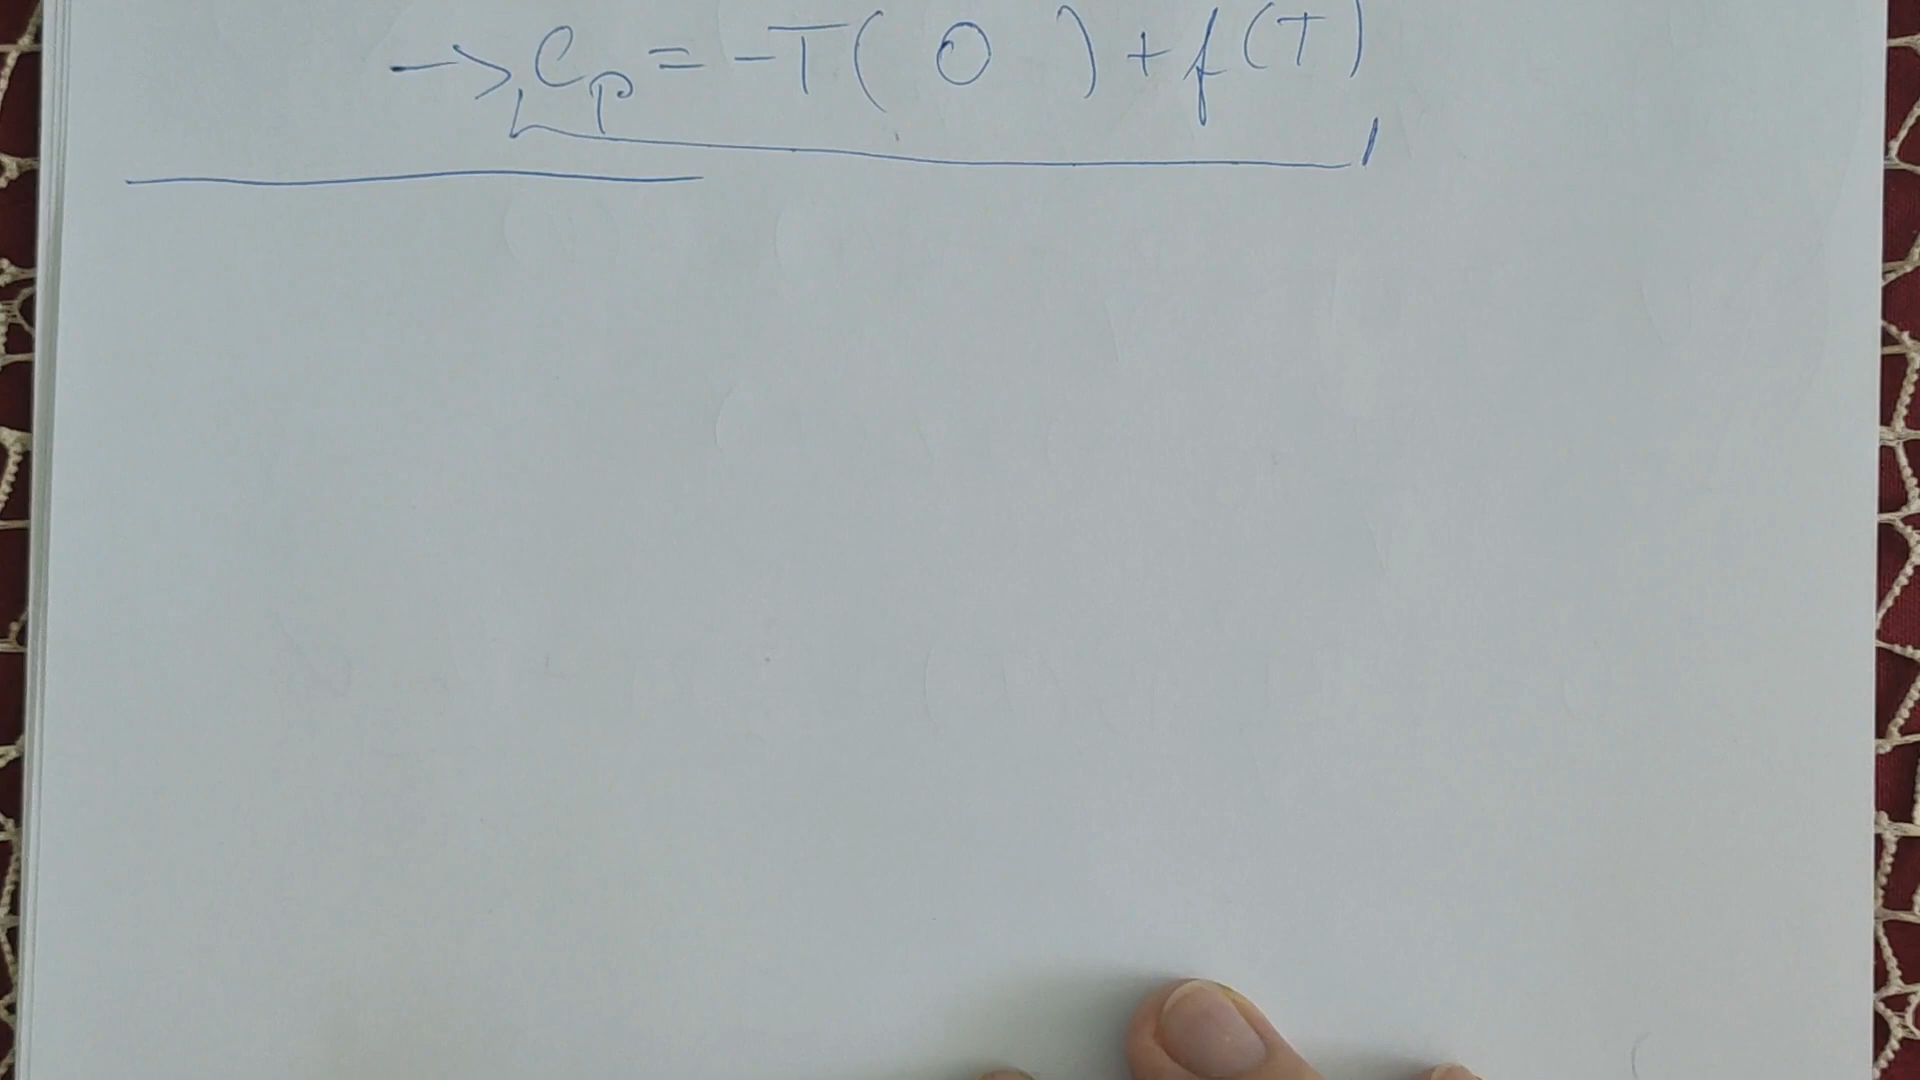 → Cp = -T( 0 ) + f(T)